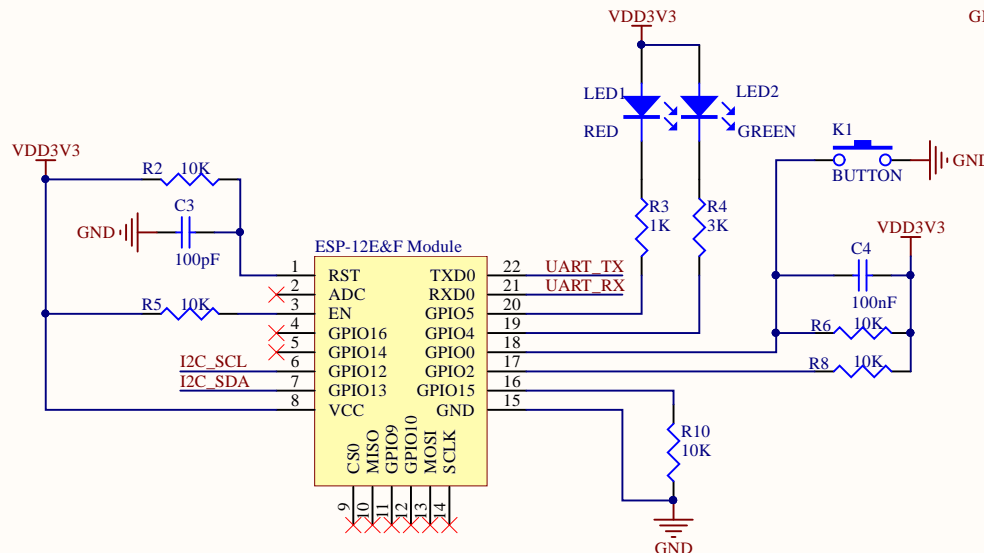 VDD3V3
GND
LED1
LED2
RED
GREEN
K1
BUTTON
GND
VDD3V3
R2 10K
C3
GND
100pF
R3
1K
R4
3K
VDD3V3
C4
100nF
R6 10K
R8 10K
ESP-12E&F Module
R5 10K
I2C_SCL
I2C_SDA
1 RST
2 ADC
3 EN
4 GPIO16
5 GPIO14
6 GPIO12
7 GPIO13
8 VCC
TXD0 22 UART_TX
RXD0 21 UART_RX
GPIO5 20
GPIO4 19
GPIO0 18
GPIO2 17
GPIO15 16
GND 15
CS0 9
MISO 10
GPIO9 11
GPIO10 12
MOSI 13
SCLK 14
R10
10K
GND